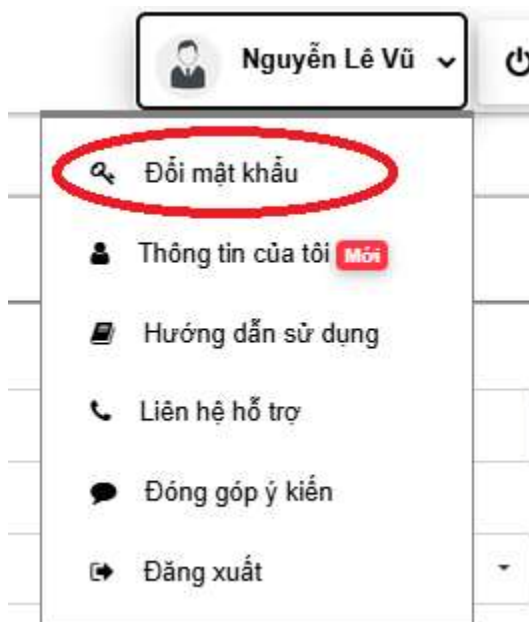 Nguyễn Lê Vũ
Đổi mật khẩu
Thông tin của tôi Mới
Hướng dẫn sử dụng
Liên hệ hỗ trợ
Đóng góp ý kiến
Đăng xuất